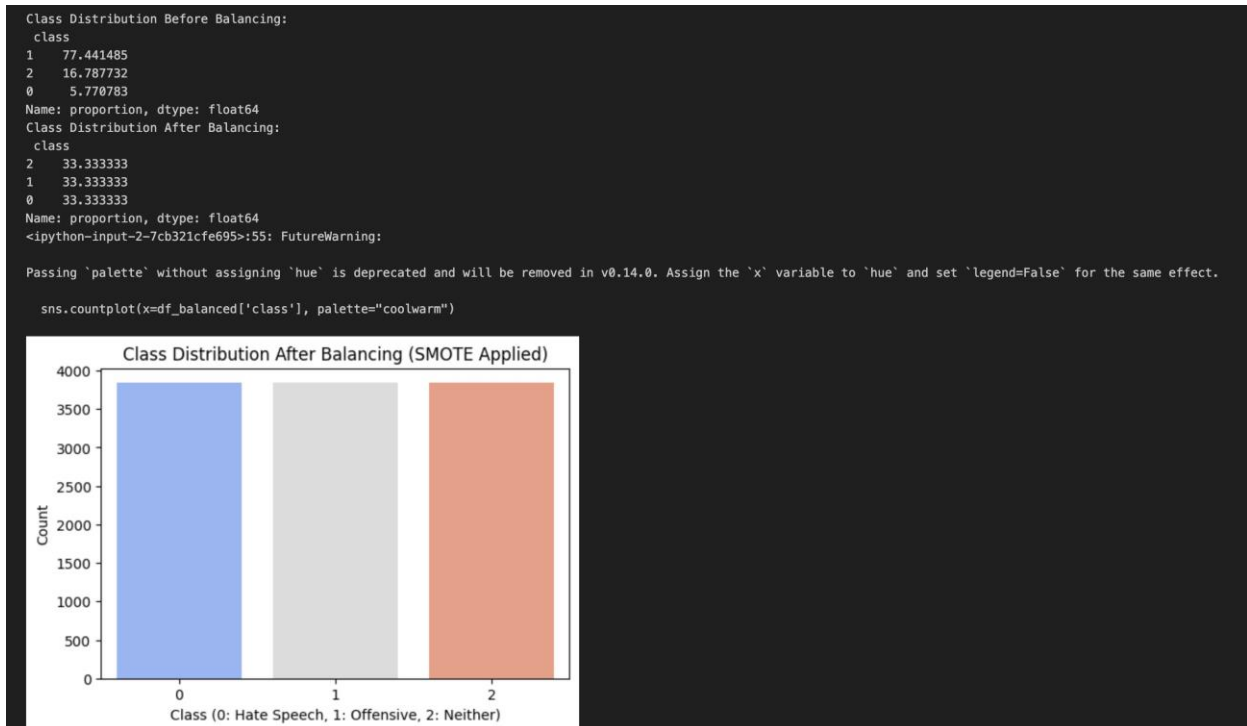 Class Distribution Before Balancing:
class
1 77.441485
2 16.787732
0 5.770783
Name: proportion, dtype: float64
Class Distribution After Balancing:
class
2 33.333333
1 33.333333
0 33.333333
Name: proportion, dtype: float64
<ipython-input-2-7cb321cfe695>:55: FutureWarning:
Passing `palette` without assigning `hue` is deprecated and will be removed in v0.14.0. Assign the `x` variable to `hue` and set `legend=False` for the same effect.
sns.countplot(x=df_balanced['class'], palette="coolwarm")
Class Distribution After Balancing (SMOTE Applied)
4000
3500
3000
2500
2000
1500
1000
500
0
Count
0 1 2
Class (0: Hate Speech, 1: Offensive, 2: Neither)